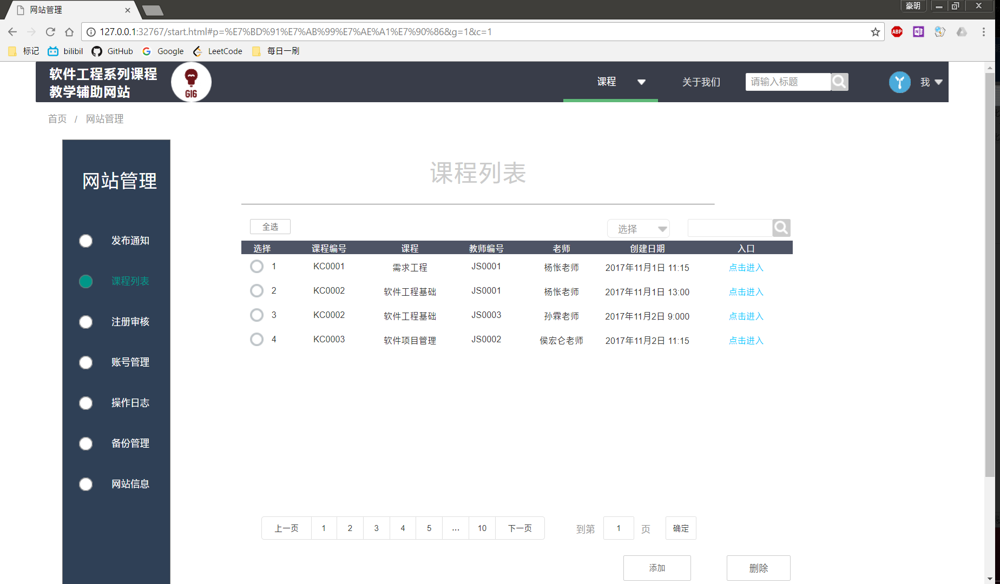 网站管理
豪明
127.0.0.1:32767/start.html#p=%E7%BD%91%E7%AB%99%E7%AE%A1%E7%90%86&g=1&c=1
ABP
N
标记 bilibil GitHub Google LeetCode 每日一刷
软件工程系列课程
教学辅助网站
G16
课程 关于我们 请输入标题 我
首页 / 网站管理
网站管理
发布通知
课程列表
注册审核
账号管理
操作日志
备份管理
网站信息
课程列表
全选 选择
选择 课程编号 课程 教师编号 老师 创建日期 入口
1 KC0001 需求工程 JS0001 杨枨老师 2017年11月1日 11:15 点击进入
2 KC0002 软件工程基础 JS0001 杨枨老师 2017年11月1日 13:00 点击进入
3 KC0002 软件工程基础 JS0003 孙霖老师 2017年11月2日 9:000 点击进入
4 KC0003 软件项目管理 JS0002 侯宏仑老师 2017年11月2日 11:15 点击进入
上一页 1 2 3 4 5 ... 10 下一页 到第 1 页 确定
添加 删除